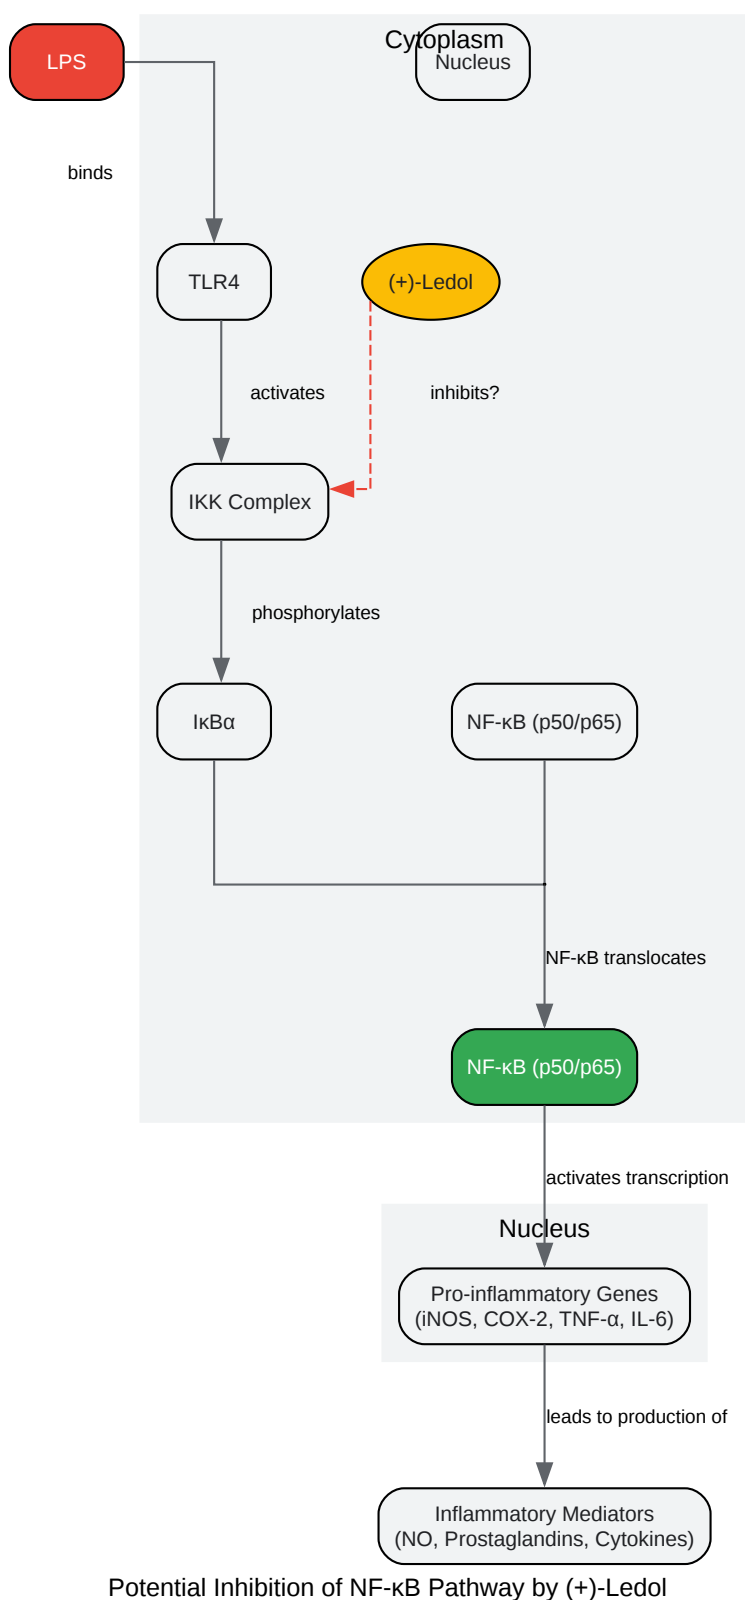 Cytoplasm
LPS
Nucleus
binds
TLR4
(+)-Ledol
activates
inhibits?
IKK Complex
phosphorylates
IκBα
NF-κB (p50/p65)
NF-κB translocates
NF-κB (p50/p65)
activates transcription
Nucleus
Pro-inflammatory Genes
(iNOS, COX-2, TNF-α, IL-6)
leads to production of
Inflammatory Mediators
(NO, Prostaglandins, Cytokines)
Potential Inhibition of NF-κB Pathway by (+)-Ledol